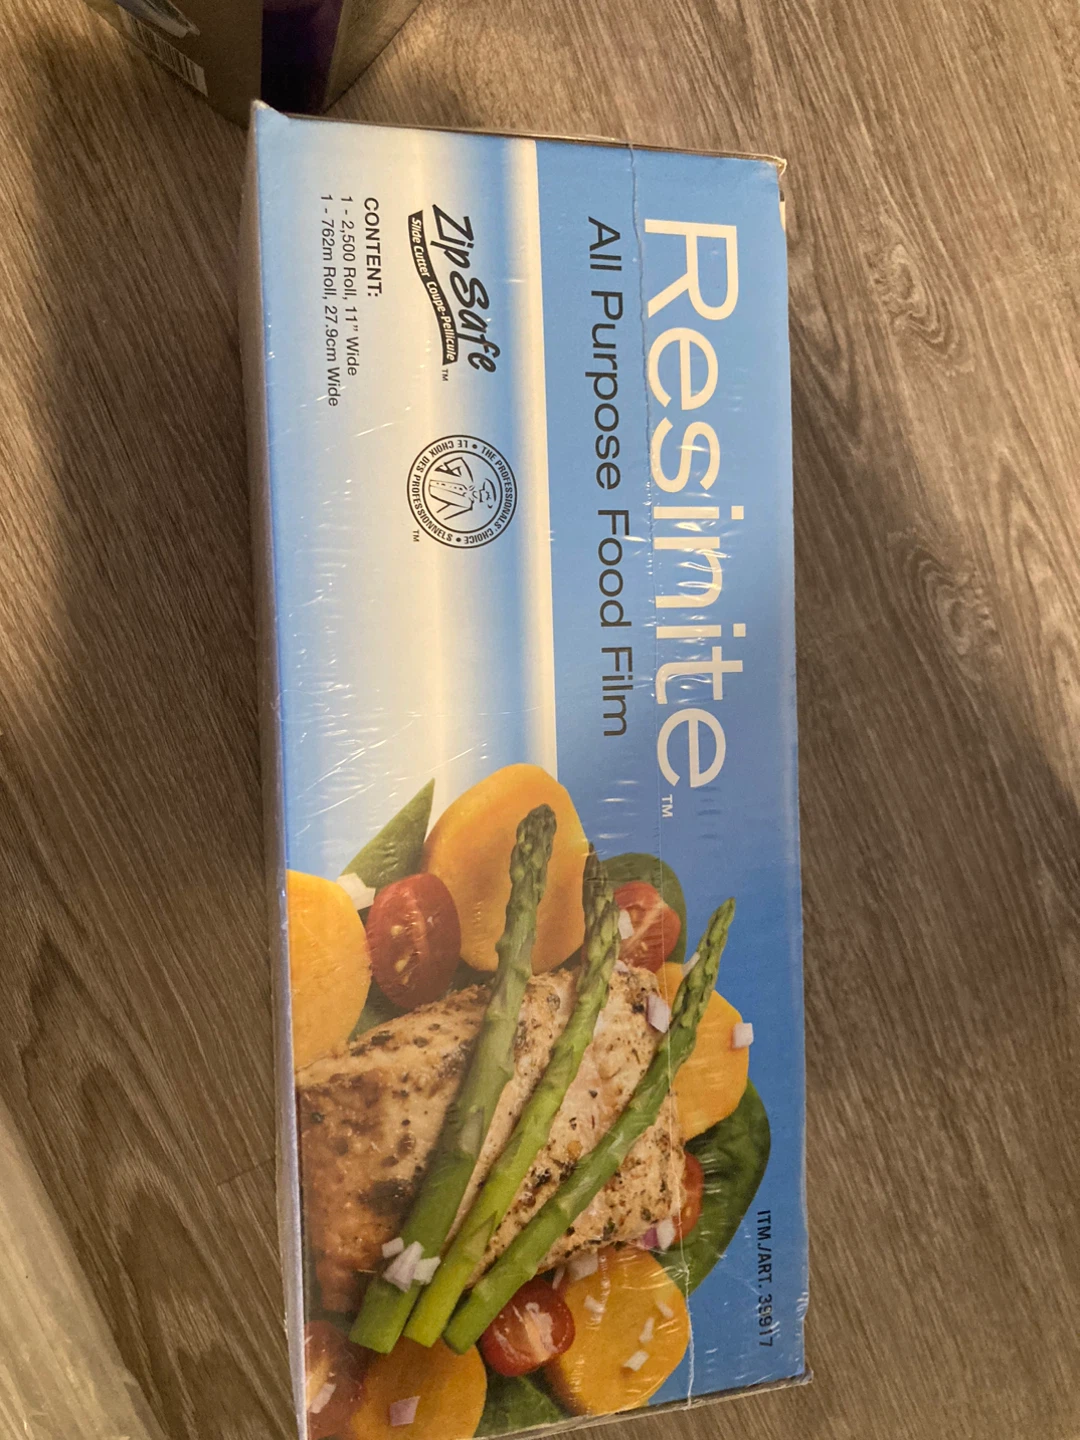 Resinite™
All Purpose Food Film
ZipSafe™
Slide Cutter Coupe-Pellicule
THE PROFESSIONALS' CHOICE • LE CHOIX DES PROFESSIONNELS •
TM
CONTENT:
1 - 2,500 Roll, 11" Wide
1 - 762m Roll, 27.9cm Wide
ITM./ART. 39917